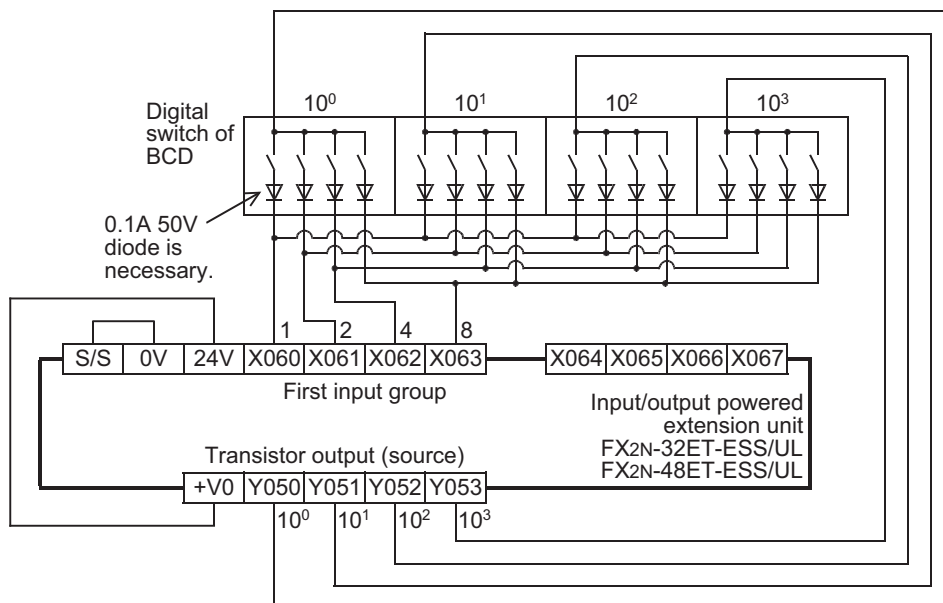 10⁰ 10¹ 10² 10³
Digital
switch of
BCD
0.1A 50V
diode is
necessary.
1 2 4 8
S/S 0V 24V X060 X061 X062 X063 X064 X065 X066 X067
First input group
Input/output powered
extension unit
FX2N-32ET-ESS/UL
FX2N-48ET-ESS/UL
Transistor output (source)
+V0 Y050 Y051 Y052 Y053
10⁰ 10¹ 10² 10³